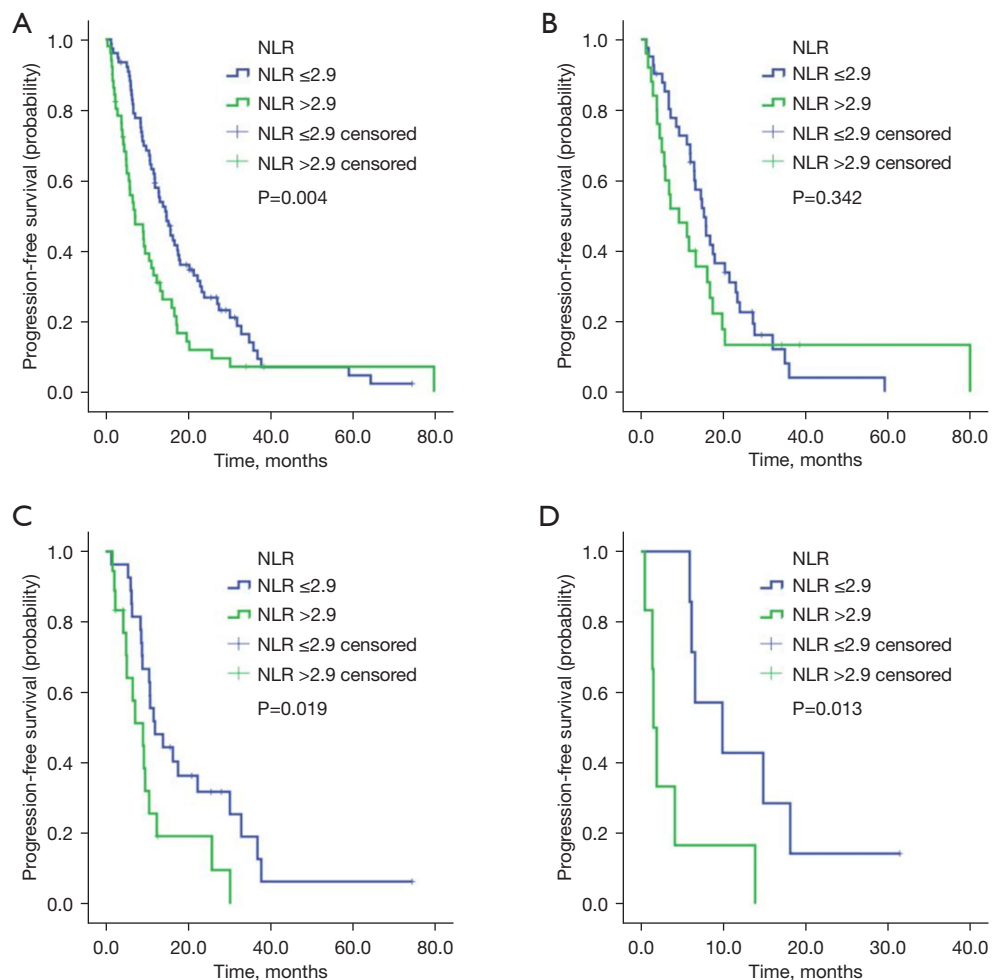 A
Progression-free survival (probability)
1.0
0.8
0.6
0.4
0.2
0.0
NLR
NLR ≤2.9
NLR >2.9
NLR ≤2.9 censored
NLR >2.9 censored
P=0.004
0.0 20.0 40.0 60.0 80.0
Time, months
B
Progression-free survival (probability)
1.0
0.8
0.6
0.4
0.2
0.0
NLR
NLR ≤2.9
NLR >2.9
NLR ≤2.9 censored
NLR >2.9 censored
P=0.342
0.0 20.0 40.0 60.0 80.0
Time, months
C
Progression-free survival (probability)
1.0
0.8
0.6
0.4
0.2
0.0
NLR
NLR ≤2.9
NLR >2.9
NLR ≤2.9 censored
NLR >2.9 censored
P=0.019
0.0 20.0 40.0 60.0 80.0
Time, months
D
Progression-free survival (probability)
1.0
0.8
0.6
0.4
0.2
0.0
NLR
NLR ≤2.9
NLR >2.9
NLR ≤2.9 censored
NLR >2.9 censored
P=0.013
0.0 10.0 20.0 30.0 40.0
Time, months